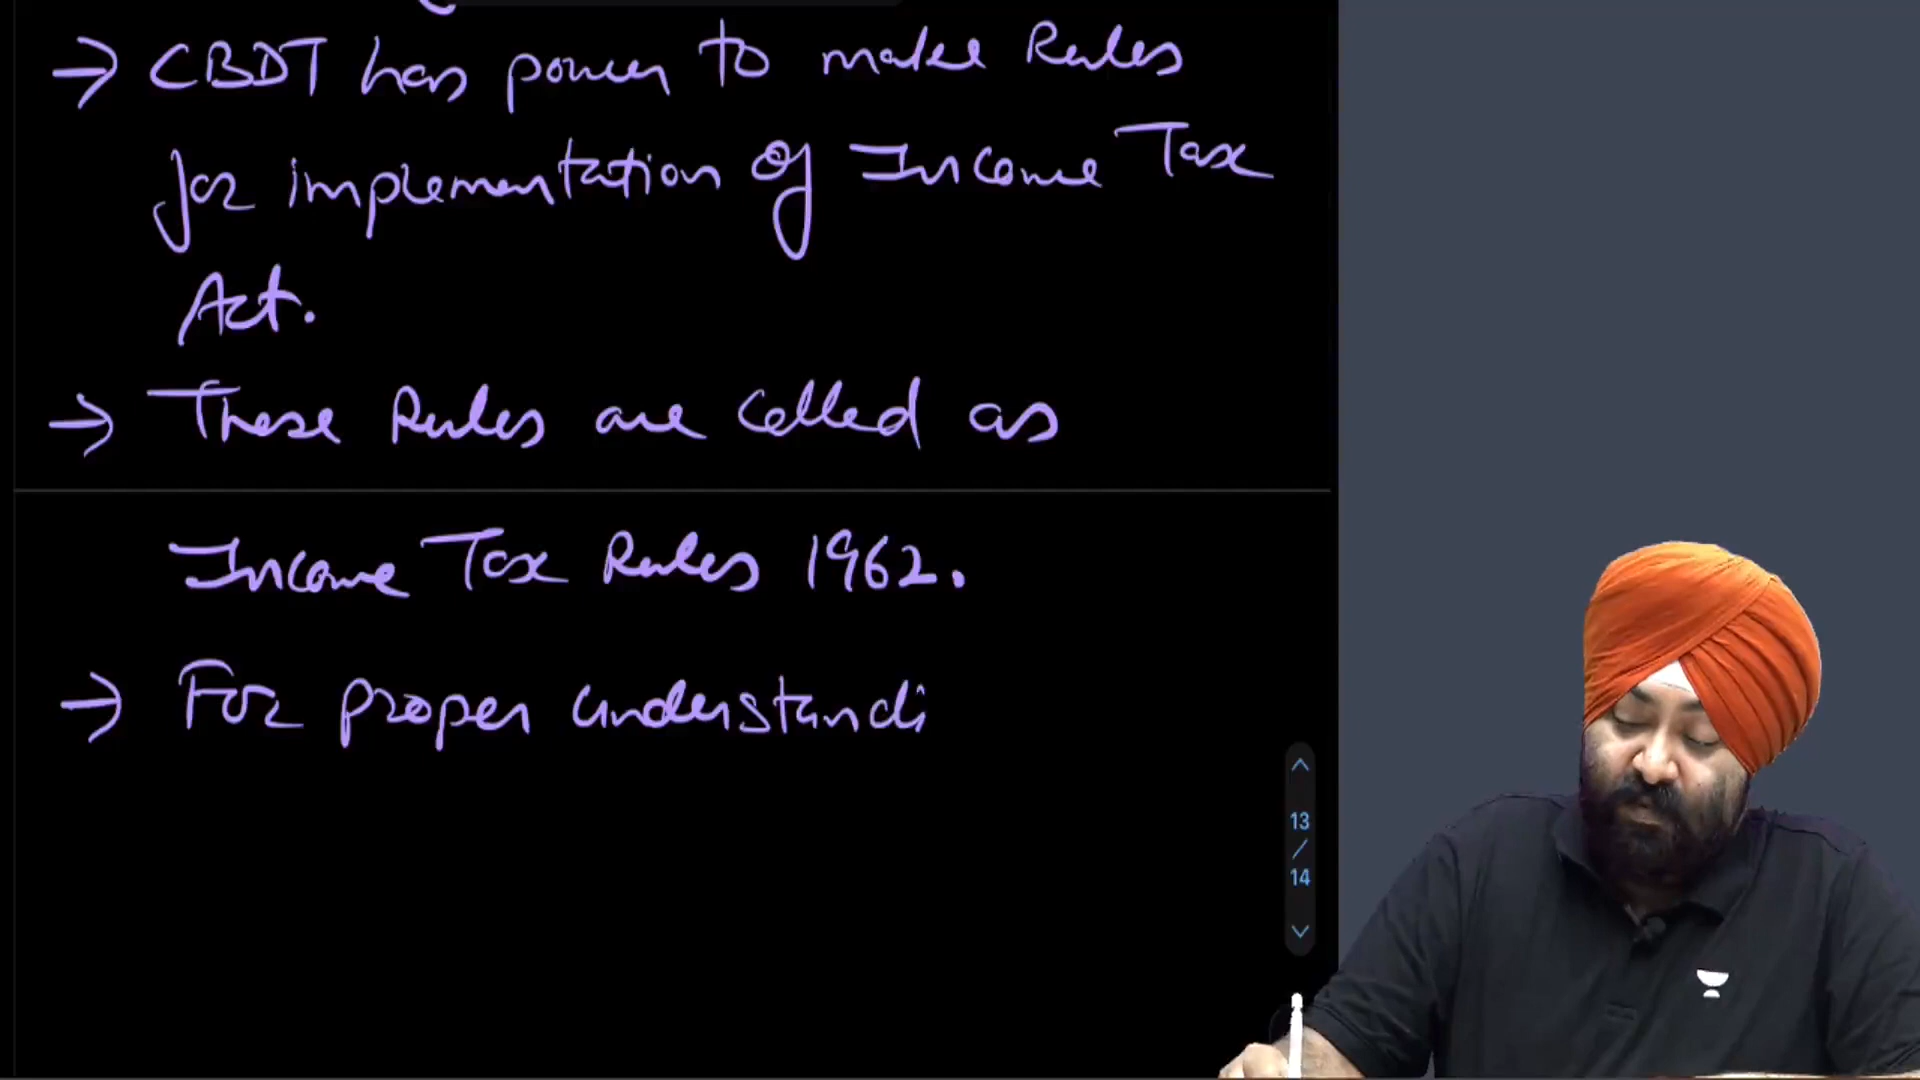 → CBDT has power to make Rules
for implementation of Income Tax
Act.
→ These Rules are called as
Income Tax Rules 1962.
→ For proper understandi
13
/
14